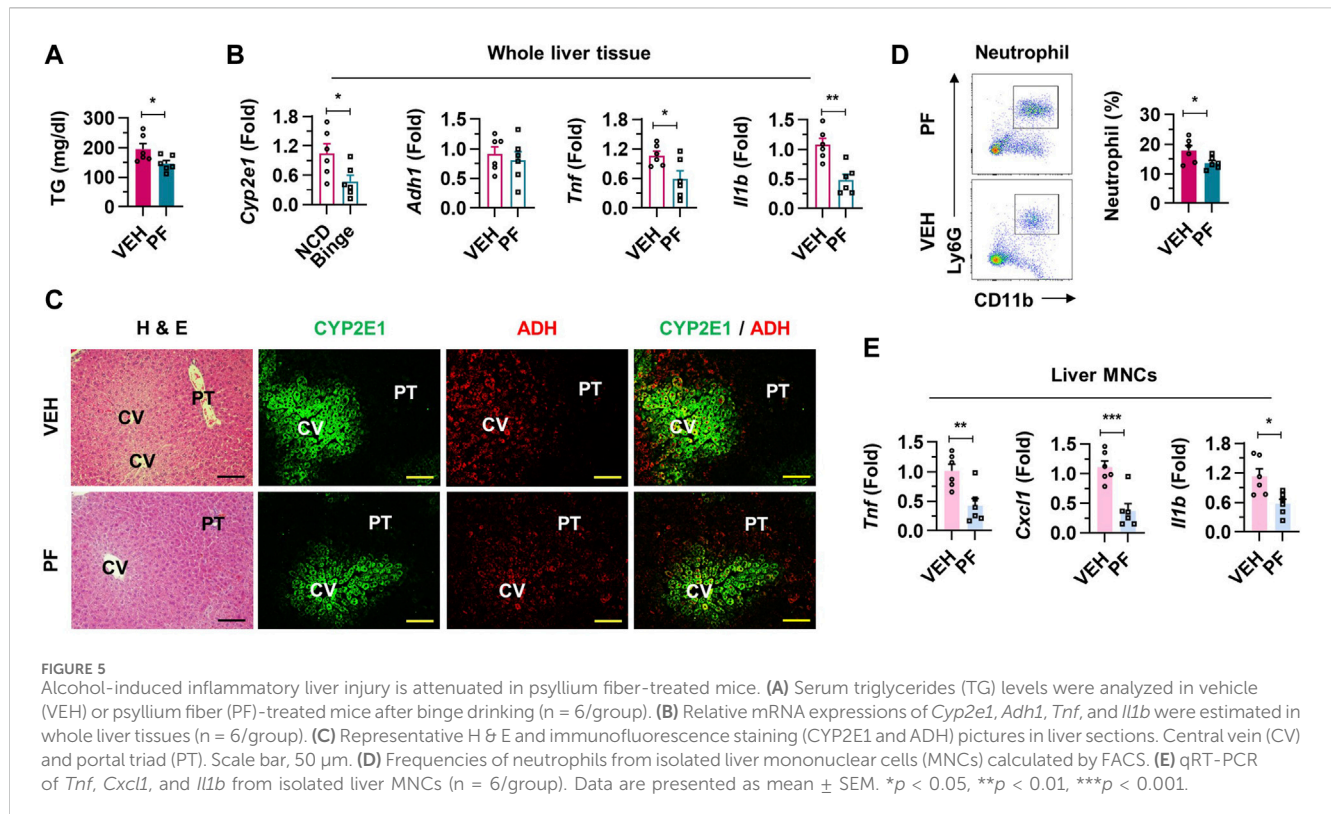 A
TG (mg/dl)
300
200
100
0
*
VEH
PF
B
Whole liver tissue
Cyp2e1 (Fold)
1.8
1.2
0.6
0.0
*
NCD
Binge
Adh1 (Fold)
1.5
1.0
0.5
0.0
VEH
PF
Tnf (Fold)
1.8
1.2
0.6
0.0
*
VEH
PF
Il1b (Fold)
1.5
1.0
0.5
0.0
**
VEH
PF
C
H & E CYP2E1 ADH CYP2E1 / ADH
VEH
CV PT CV
CV PT
CV PT
CV PT
PF
CV PT
CV PT
CV PT
CV PT
D
Neutrophil
PF
VEH
Ly6G
CD11b
Neutrophil (%)
30
20
10
0
*
VEH
PF
E
Liver MNCs
Tnf (Fold)
1.5
1.0
0.5
0.0
**
VEH
PF
Cxcl1 (Fold)
1.5
1.0
0.5
0.0
***
VEH
PF
Il1b (Fold)
1.8
1.2
0.6
0.0
*
VEH
PF
FIGURE 5
Alcohol-induced inflammatory liver injury is attenuated in psyllium fiber-treated mice. (A) Serum triglycerides (TG) levels were analyzed in vehicle
(VEH) or psyllium fiber (PF)-treated mice after binge drinking (n = 6/group). (B) Relative mRNA expressions of Cyp2e1, Adh1, Tnf, and Il1b were estimated in
whole liver tissues (n = 6/group). (C) Representative H & E and immunofluorescence staining (CYP2E1 and ADH) pictures in liver sections. Central vein (CV)
and portal triad (PT). Scale bar, 50 μm. (D) Frequencies of neutrophils from isolated liver mononuclear cells (MNCs) calculated by FACS. (E) qRT-PCR
of Tnf, Cxcl1, and Il1b from isolated liver MNCs (n = 6/group). Data are presented as mean ± SEM. *p < 0.05, **p < 0.01, ***p < 0.001.